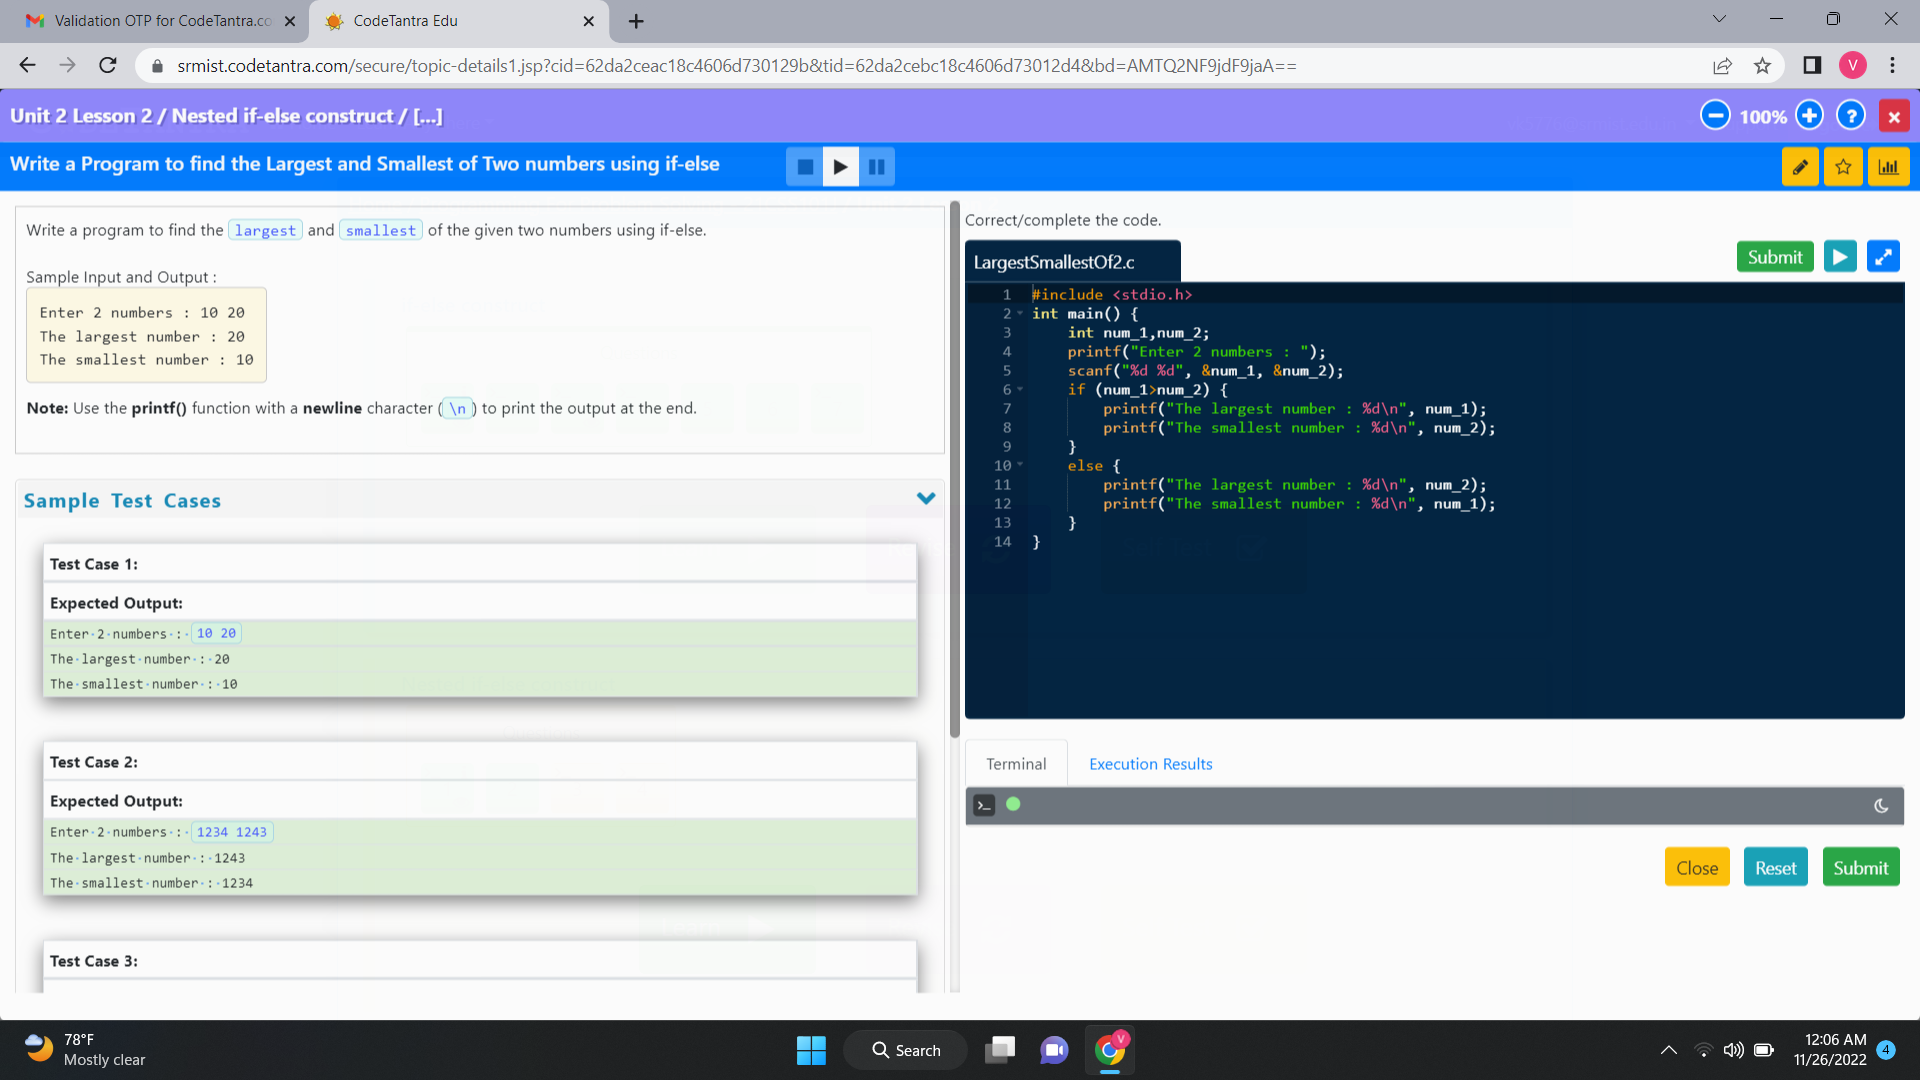 Validation OTP for CodeTantra.co
CodeTantra Edu
srmist.codetantra.com/secure/topic-details1.jsp?cid=62da2ceac18c4606d730129b&tid=62da2cebc18c4606d73012d4&bd=AMTQ2NF9jdF9jaA==
V
Unit 2 Lesson 2 / Nested if-else construct / [...]
100%
?
Write a Program to find the Largest and Smallest of Two numbers using if-else
Write a program to find the largest and smallest of the given two numbers using if-else.
Sample Input and Output :
Enter 2 numbers : 10 20
The largest number : 20
The smallest number : 10
Note: Use the printf() function with a newline character ( \n ) to print the output at the end.
Sample Test Cases
Test Case 1:
Expected Output:
Enter·2·numbers·:· 10 20
The·largest·number·:·20
The·smallest·number·:·10
Test Case 2:
Expected Output:
Enter·2·numbers·:· 1234 1243
The·largest·number·:·1243
The·smallest·number·:·1234
Test Case 3:
Correct/complete the code.
LargestSmallestOf2.c
Submit
1 #include <stdio.h>
2 int main() {
3 int num_1,num_2;
4 printf("Enter 2 numbers : ");
5 scanf("%d %d", &num_1, &num_2);
6 if (num_1>num_2) {
7 printf("The largest number : %d\n", num_1);
8 printf("The smallest number : %d\n", num_2);
9 }
10 else {
11 printf("The largest number : %d\n", num_2);
12 printf("The smallest number : %d\n", num_1);
13 }
14 }
Terminal
Execution Results
Close
Reset
Submit
78°F
Mostly clear
Search
V
12:06 AM
11/26/2022
4